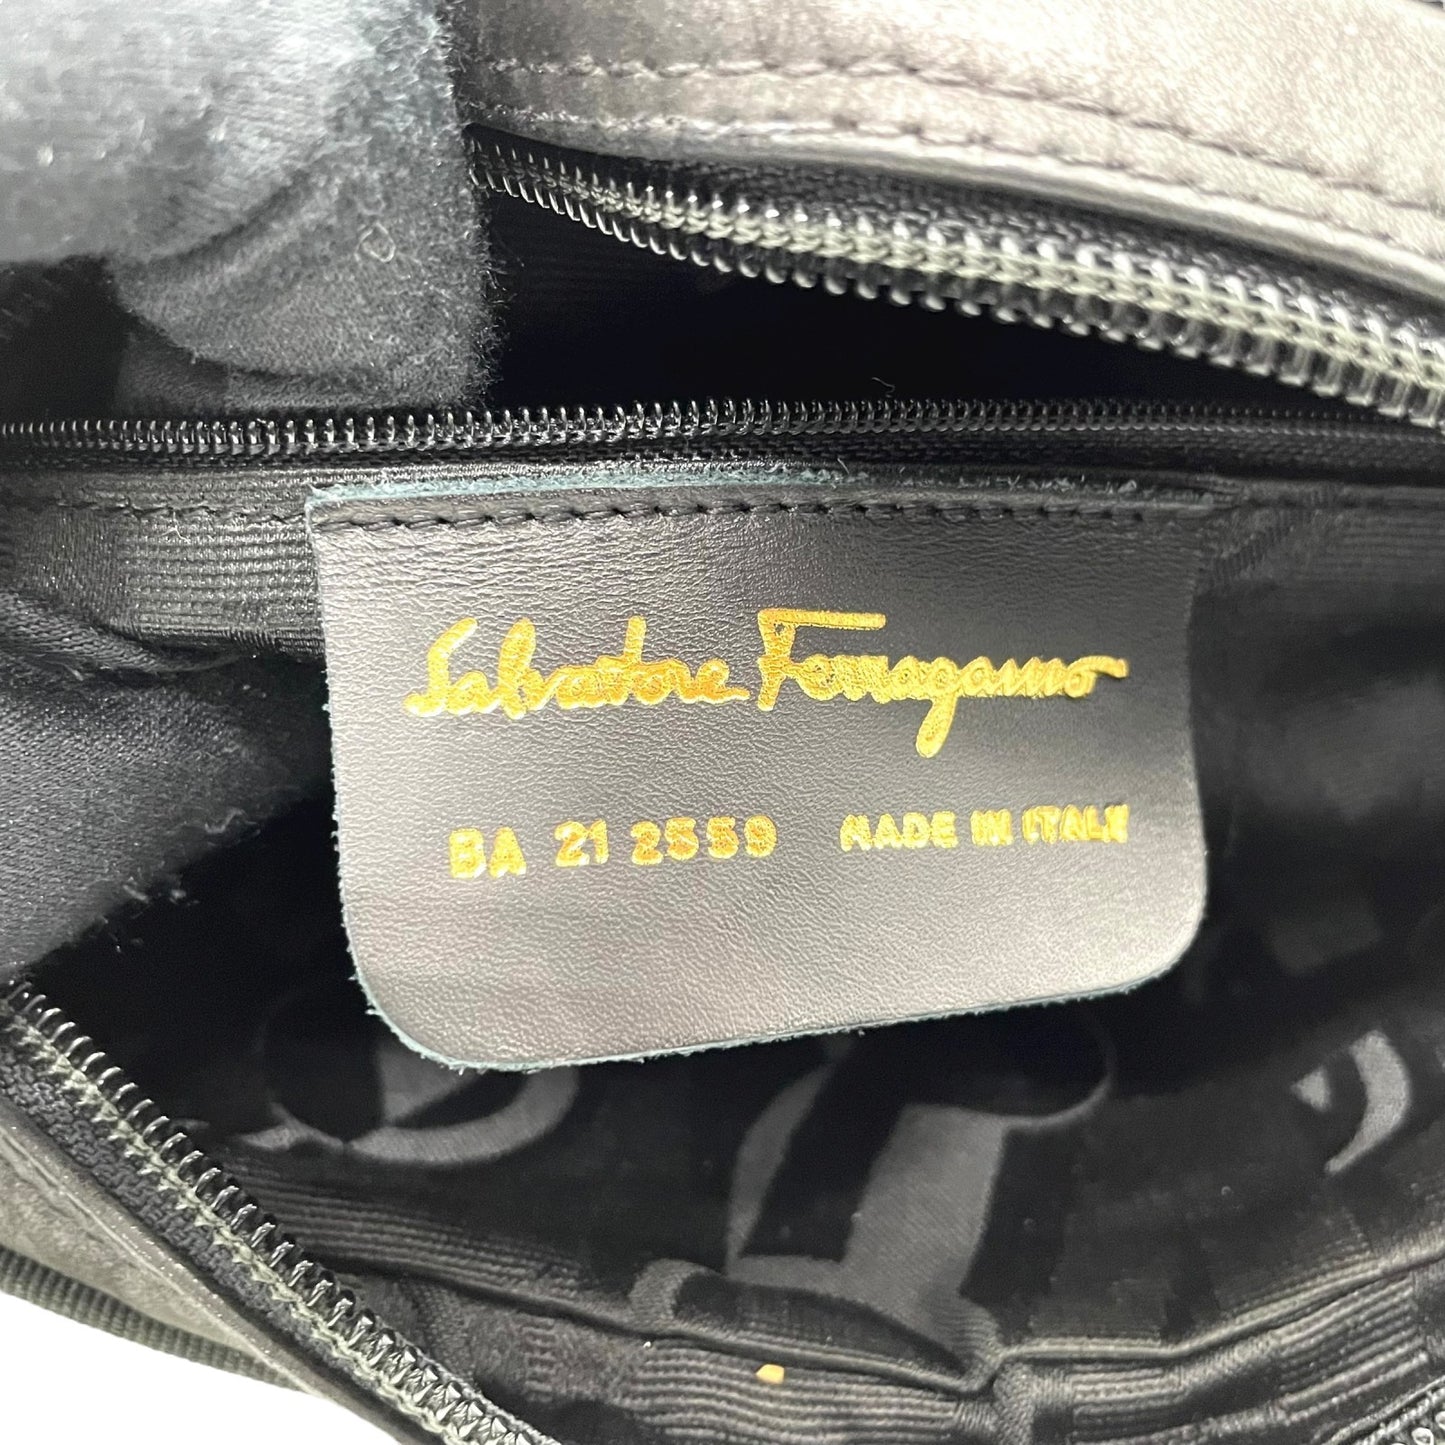 Salvatore Ferragamo
BA 21 2559 MADE IN ITALY